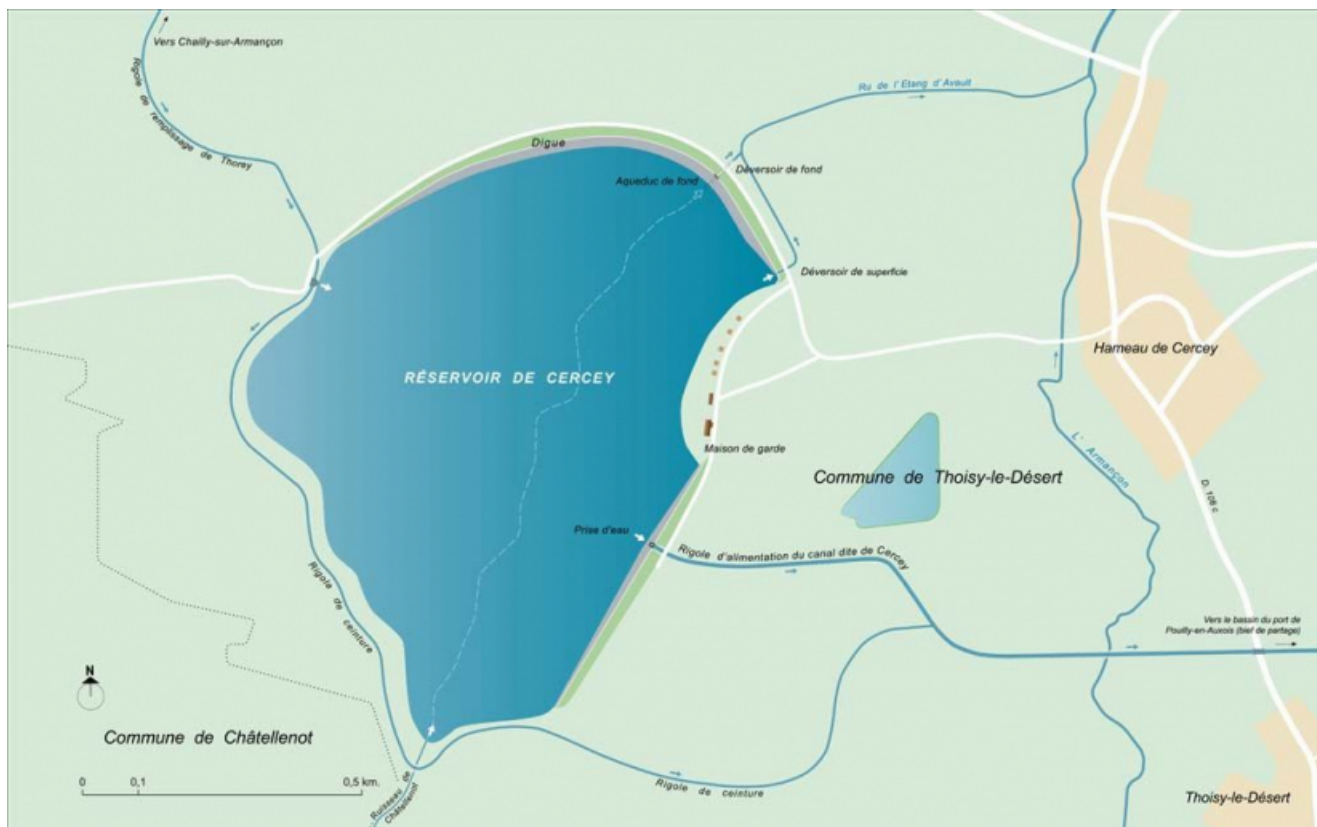 Vers Chailly-sur-Armançon
Rigole de remplissage de Thorey
Ru de l'Etang d'Avault
Digue
Déversoir de fond
Aqueduc de fond
Déversoir de superficie
Hameau de Cercey
RÉSERVOIR DE CERCEY
Maison de garde
Commune de Thoisy-le-Désert
L'Armançon
D. 108 c
Prise d'eau
Rigole d'alimentation du canal dite de Cercey
Rigole de ceinture
Vers le bassin du port de
Pouilly-en-Auxois (bief de partage)
N
Commune de Châtellenot
0 0,1 0,5 km.
Ruisseau de
Châtellenot
Rigole de ceinture
Thoisy-le-Désert